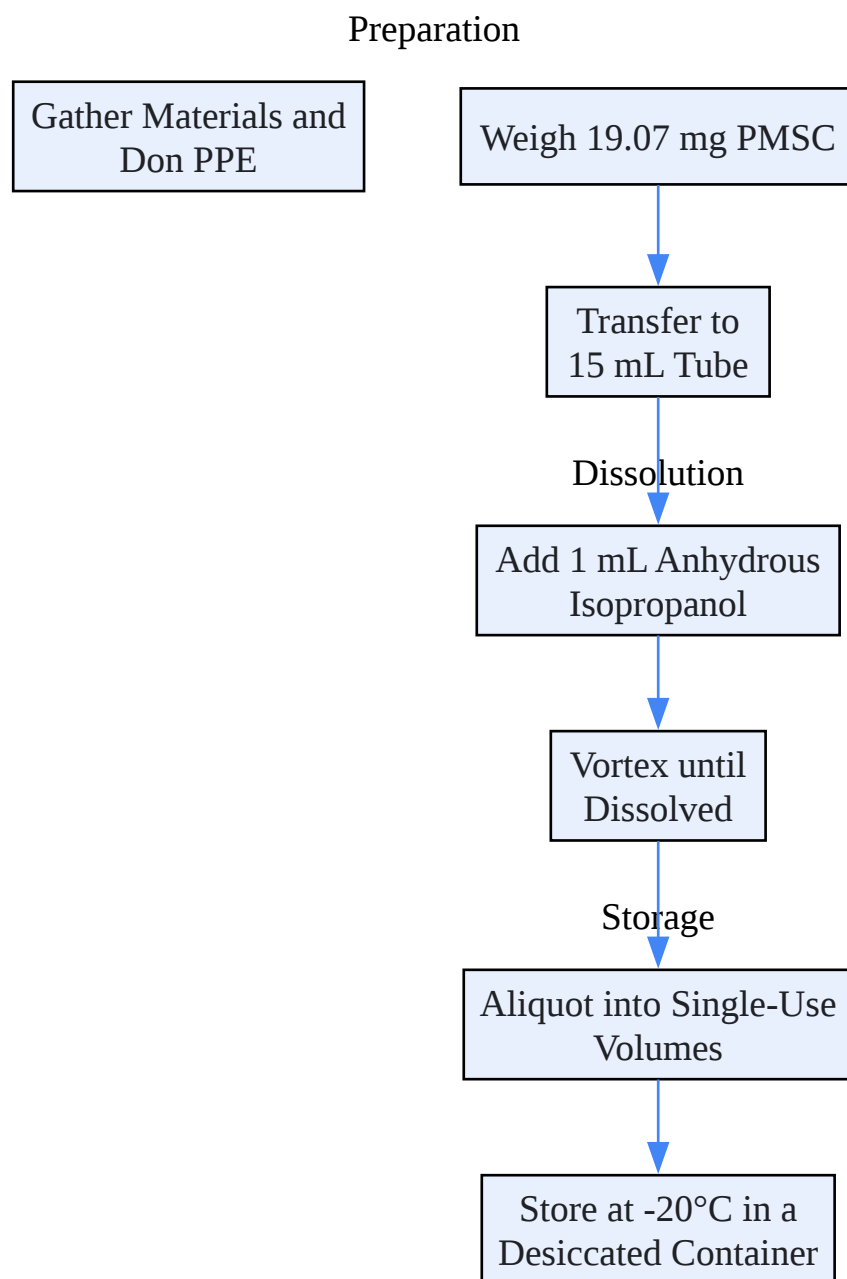 Preparation
Gather Materials and
Don PPE
Weigh 19.07 mg PMSC
Transfer to
15 mL Tube
Dissolution
Add 1 mL Anhydrous
Isopropanol
Vortex until
Dissolved
Storage
Aliquot into Single-Use
Volumes
Store at -20°C in a
Desiccated Container